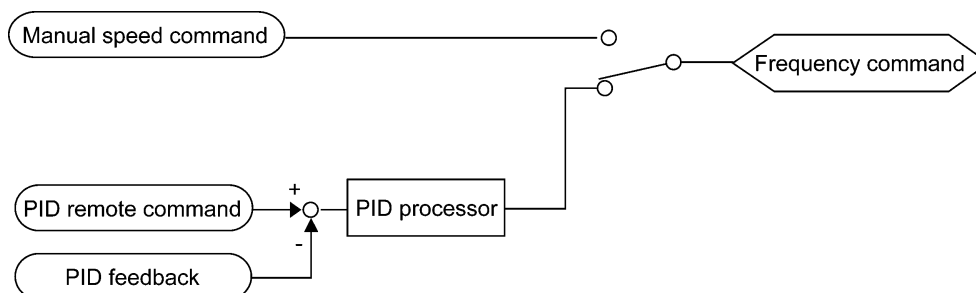 Manual speed command
Frequency command
+
PID remote command
PID processor
-
PID feedback